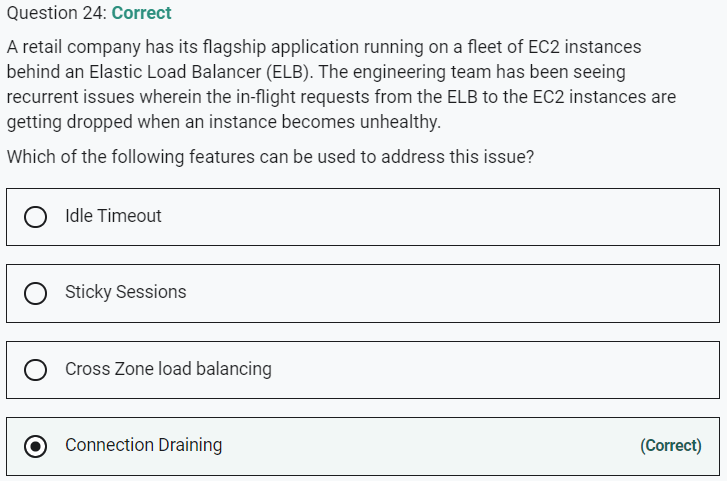 Question 24: Correct
A retail company has its flagship application running on a fleet of EC2 instances
behind an Elastic Load Balancer (ELB). The engineering team has been seeing
recurrent issues wherein the in-flight requests from the ELB to the EC2 instances are
getting dropped when an instance becomes unhealthy.
Which of the following features can be used to address this issue?
Idle Timeout
Sticky Sessions
Cross Zone load balancing
Connection Draining (Correct)